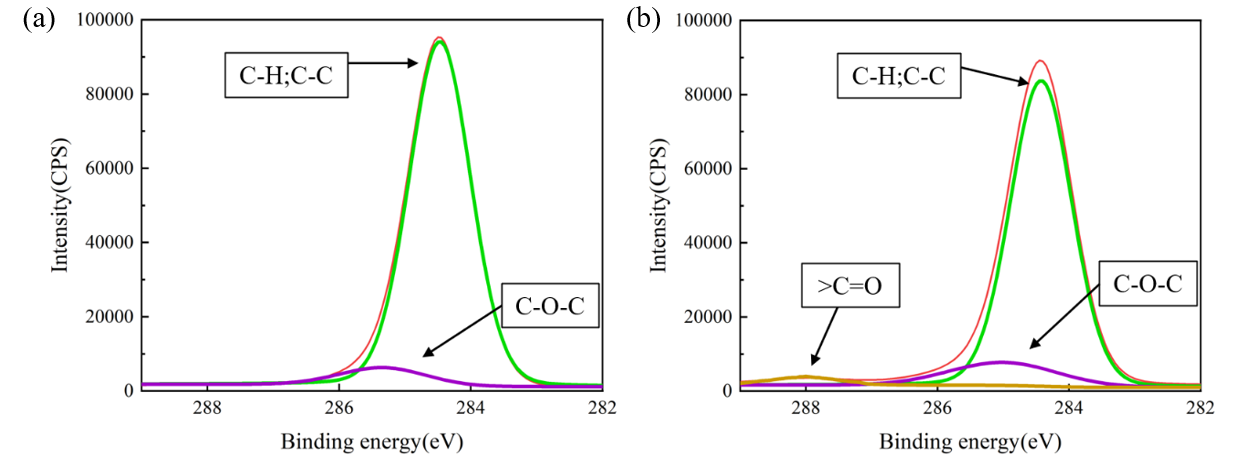 (a)
100000
80000
60000
40000
20000
0
Intensity(CPS)
C-H;C-C
C-O-C
288
286
284
282
Binding energy(eV)
(b)
100000
80000
60000
40000
20000
0
Intensity(CPS)
C-H;C-C
>C=O
C-O-C
288
286
284
282
Binding energy(eV)